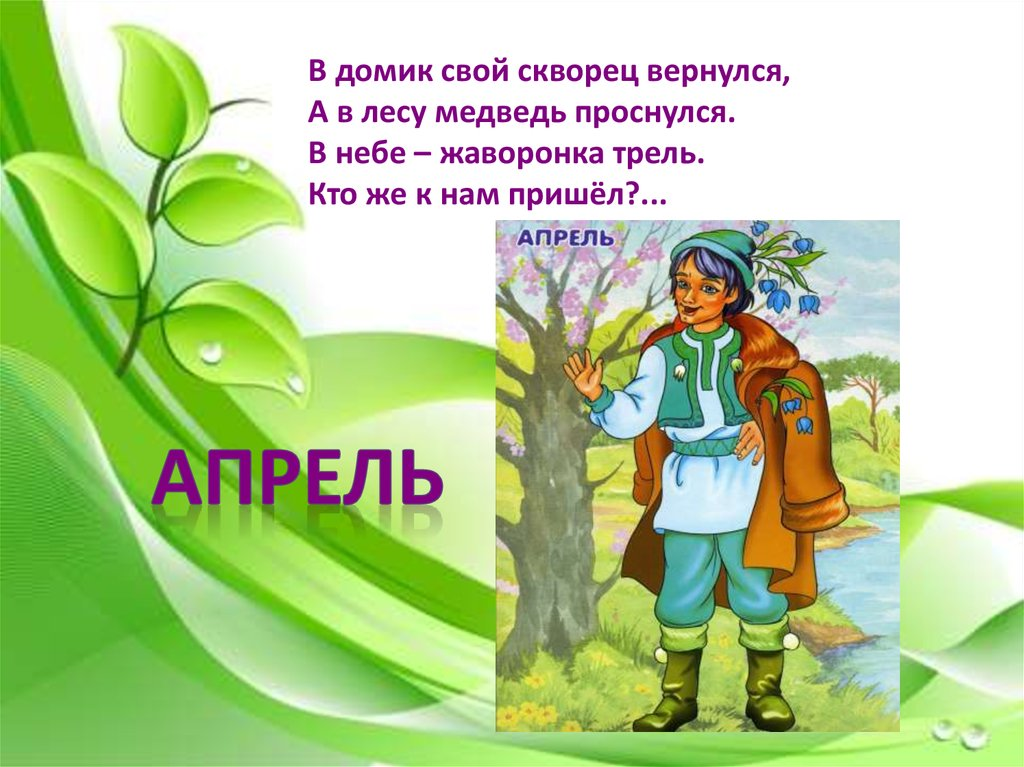 В домик свой скворец вернулся,
А в лесу медведь проснулся.
В небе – жаворонка трель.
Кто же к нам пришёл?...
АПРЕЛЬ
АПРЕЛЬ